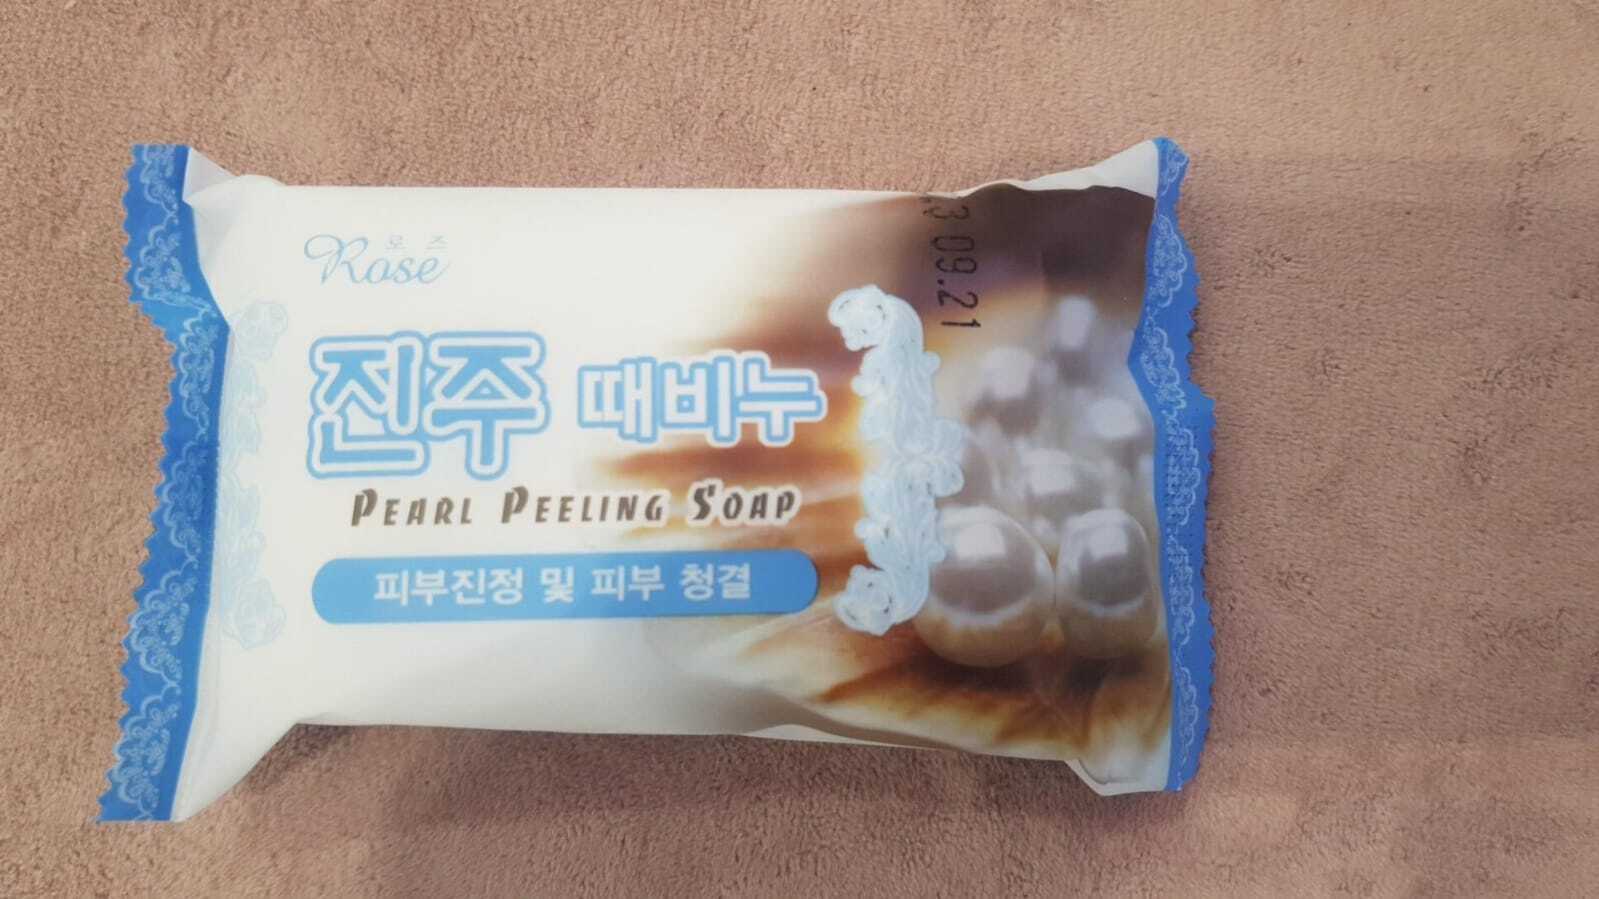 로즈
Rose
진주 때비누
PEARL PEELING SOAP
피부진정 및 피부 청결
3 09.21